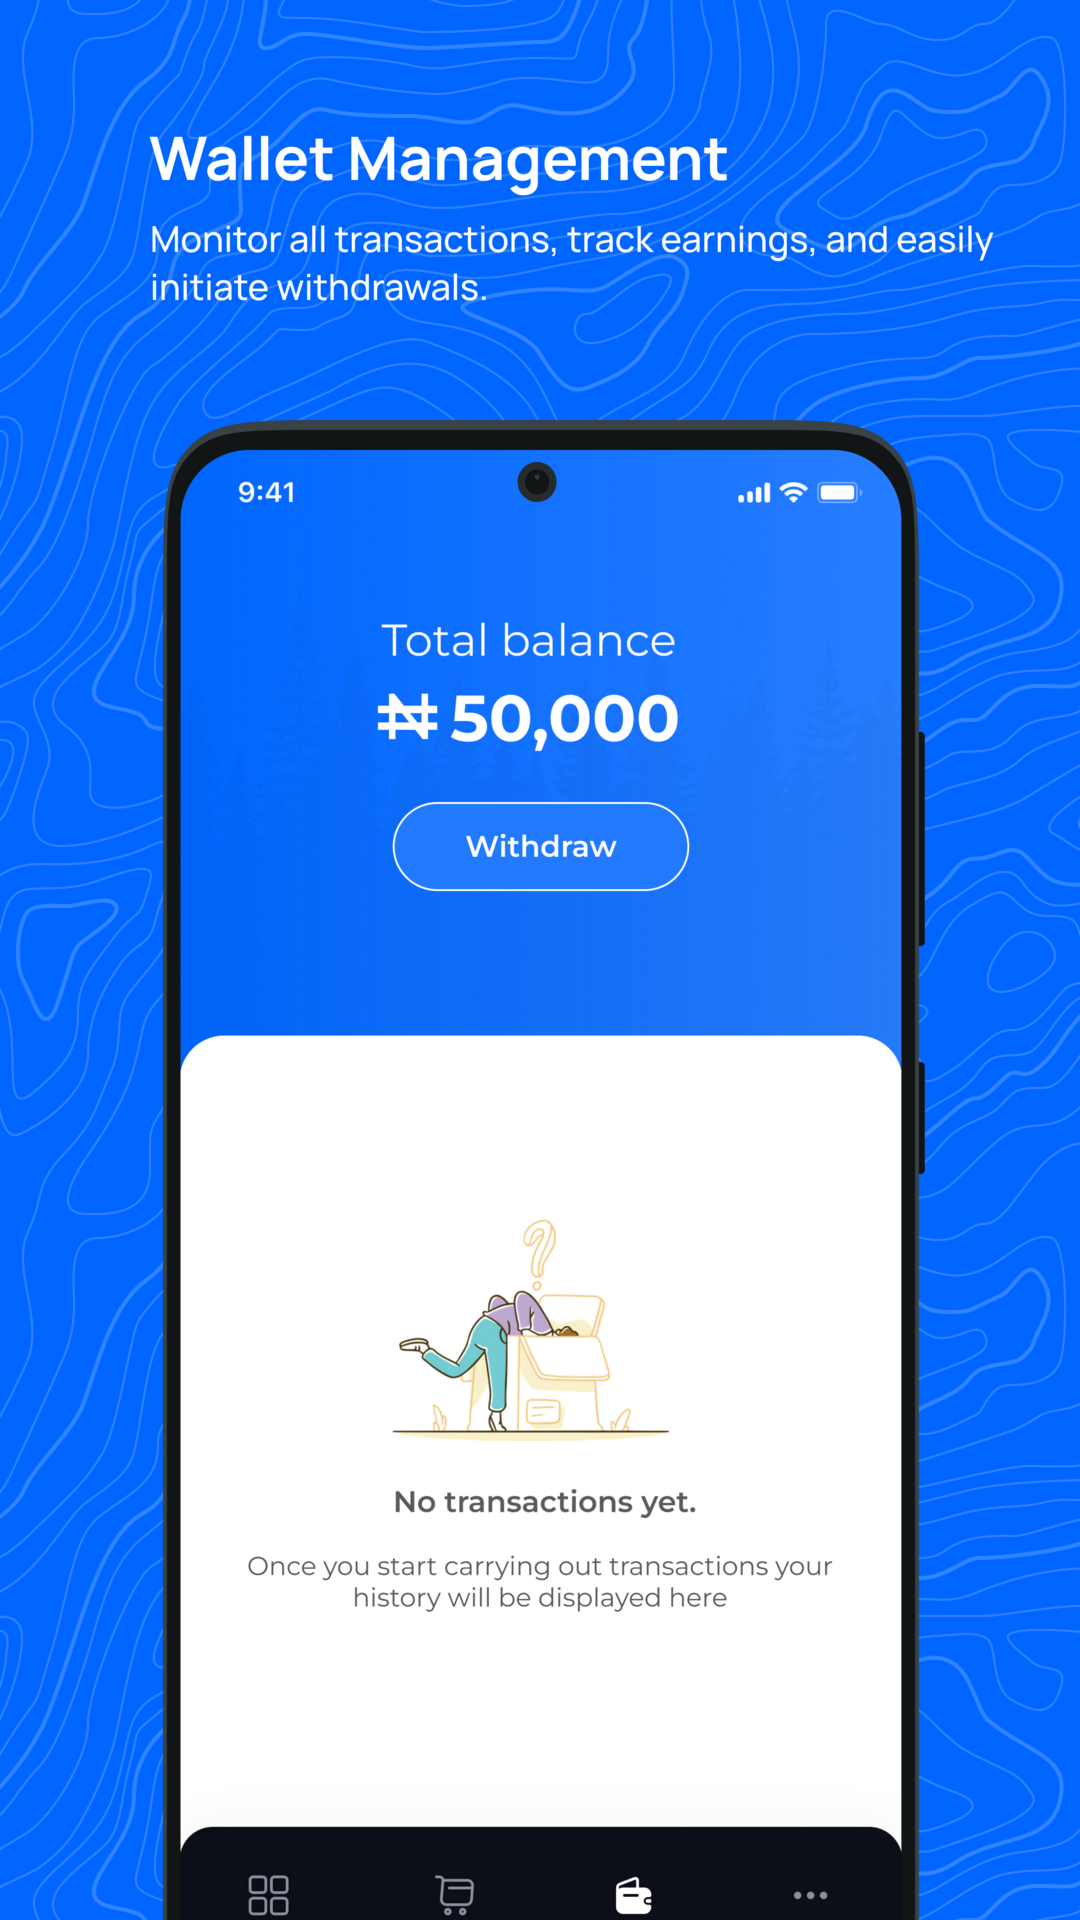 Wallet Management
Monitor all transactions, track earnings, and easily
initiate withdrawals.
9:41
Total balance
₦ 50,000
Withdraw
?
No transactions yet.
Once you start carrying out transactions your
history will be displayed here